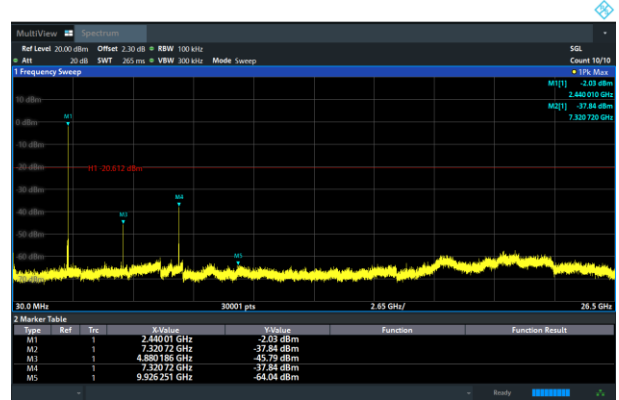 MultiView Spectrum
Ref Level 20.00 dBm Offset 2.30 dB RBW 100 kHz SGL
Att 20 dB SWT 265 ms VBW 300 kHz Mode Sweep Count 10/10
1 Frequency Sweep 1Pk Max
M1[1] -2.03 dBm
2.440 010 GHz
M2[1] -37.84 dBm
7.320 720 GHz
10 dBm
0 dBm
M1
-10 dBm
-20 dBm H1 -20.612 dBm
-30 dBm
M4
-40 dBm
M3
-50 dBm
-60 dBm M5
30.0 MHz 30001 pts 2.65 GHz/ 26.5 GHz
2 Marker Table
Type Ref Trc X-Value Y-Value Function Function Result
M1 1 2.440 01 GHz -2.03 dBm
M2 1 7.320 72 GHz -37.84 dBm
M3 1 4.880 186 GHz -45.79 dBm
M4 1 7.320 72 GHz -37.84 dBm
M5 1 9.926 251 GHz -64.04 dBm
Ready